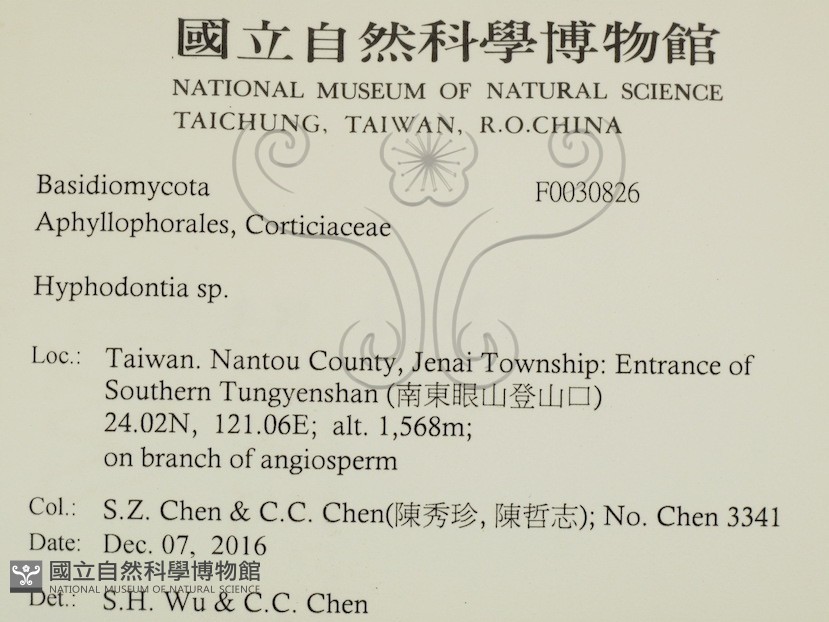 國立自然科學博物館
NATIONAL MUSEUM OF NATURAL SCIENCE
TAICHUNG, TAIWAN, R.O.CHINA
Basidiomycota F0030826
Aphyllophorales, Corticiaceae
Hyphodontia sp.
Loc.: Taiwan. Nantou County, Jenai Township: Entrance of
Southern Tungyenshan (南東眼山登山口)
24.02N, 121.06E; alt. 1,568m;
on branch of angiosperm
Col.: S.Z. Chen & C.C. Chen(陳秀珍, 陳哲志); No. Chen 3341
Date: Dec. 07, 2016
國立自然科學博物館
NATIONAL MUSEUM OF NATURAL SCIENCE
Det.: S.H. Wu & C.C. Chen